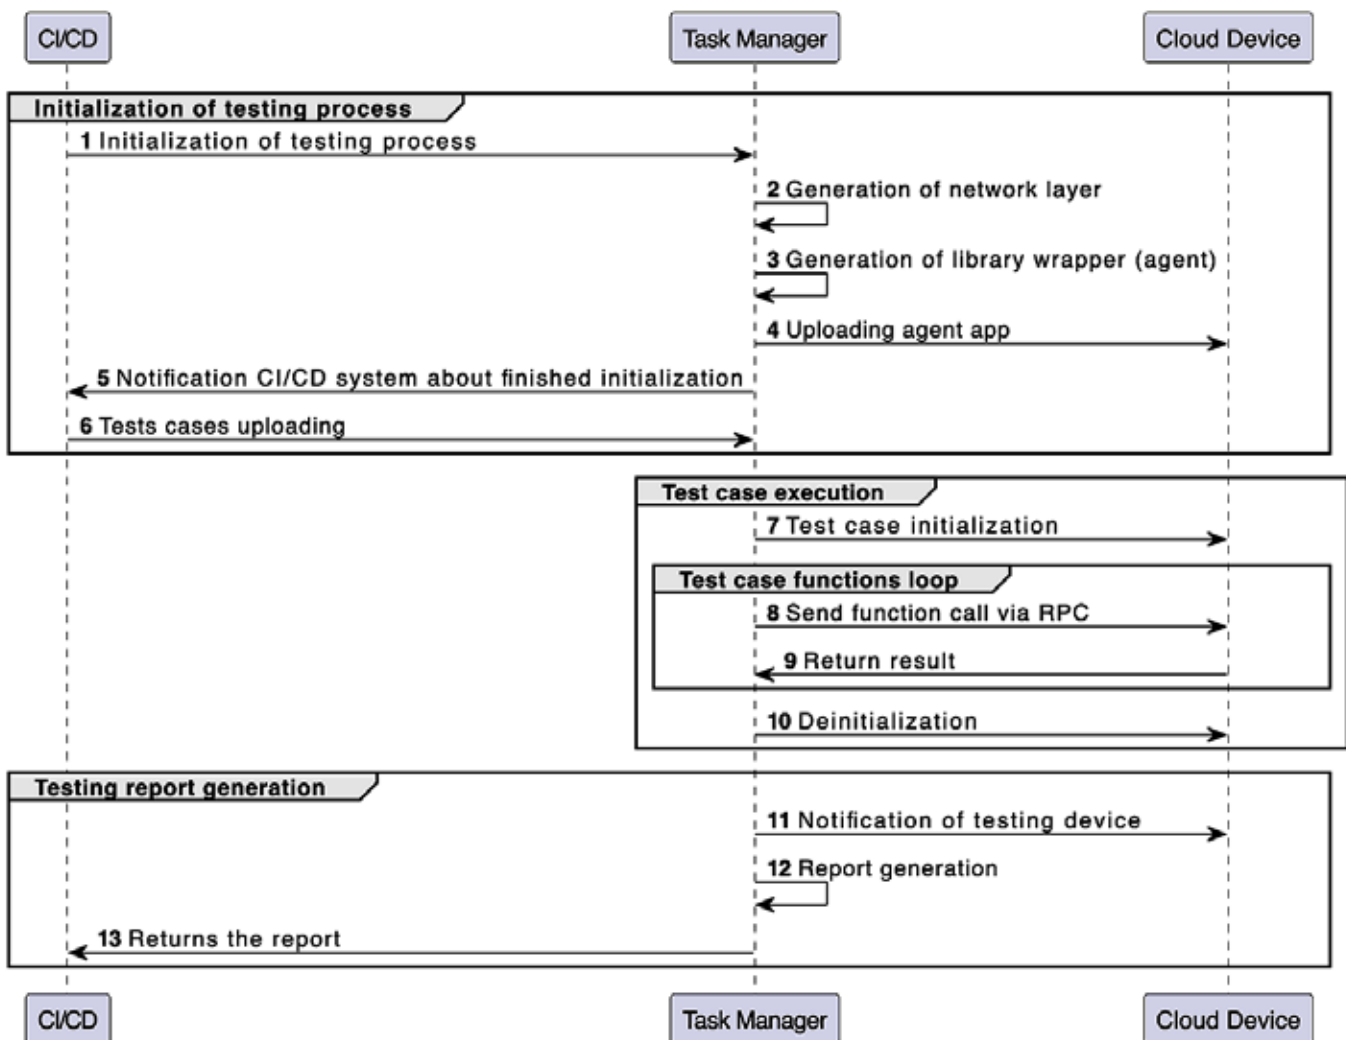 CI/CD
Task Manager
Cloud Device
Initialization of testing process
1 Initialization of testing process
2 Generation of network layer
3 Generation of library wrapper (agent)
4 Uploading agent app
5 Notification CI/CD system about finished initialization
6 Tests cases uploading
Test case execution
7 Test case initialization
Test case functions loop
8 Send function call via RPC
9 Return result
10 Deinitialization
Testing report generation
11 Notification of testing device
12 Report generation
13 Returns the report
CI/CD
Task Manager
Cloud Device